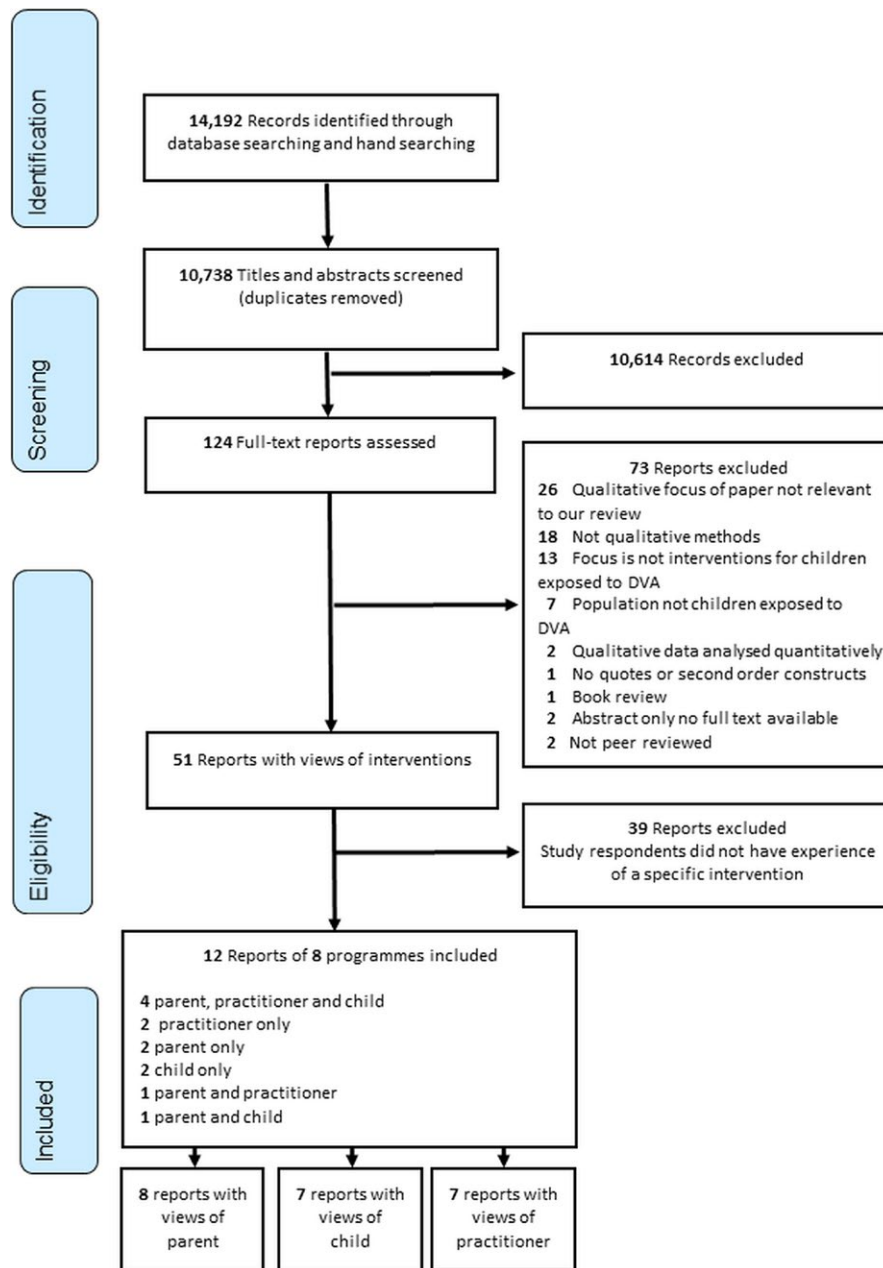 Identification
14,192 Records identified through
database searching and hand searching
Screening
10,738 Titles and abstracts screened
(duplicates removed)
10,614 Records excluded
124 Full-text reports assessed
73 Reports excluded
26 Qualitative focus of paper not relevant
to our review
18 Not qualitative methods
13 Focus is not interventions for children
exposed to DVA
7 Population not children exposed to
DVA
2 Qualitative data analysed quantitatively
1 No quotes or second order constructs
1 Book review
2 Abstract only no full text available
2 Not peer reviewed
Eligibility
51 Reports with views of interventions
39 Reports excluded
Study respondents did not have experience
of a specific intervention
Included
12 Reports of 8 programmes included
4 parent, practitioner and child
2 practitioner only
2 parent only
2 child only
1 parent and practitioner
1 parent and child
8 reports with
views of
parent
7 reports with
views of
child
7 reports with
views of
practitioner